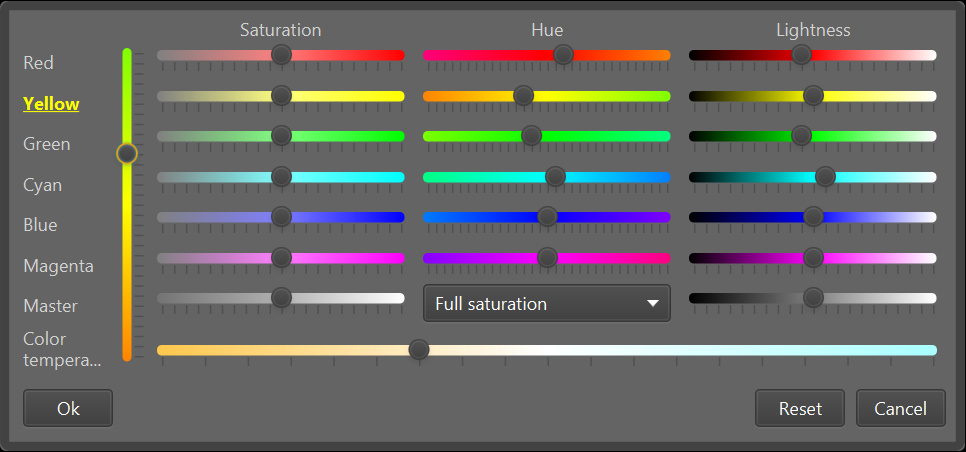 Saturation Hue Lightness
Red
Yellow
Green
Cyan
Blue
Magenta
Master
Full saturation
Color
tempera...
Ok Reset Cancel